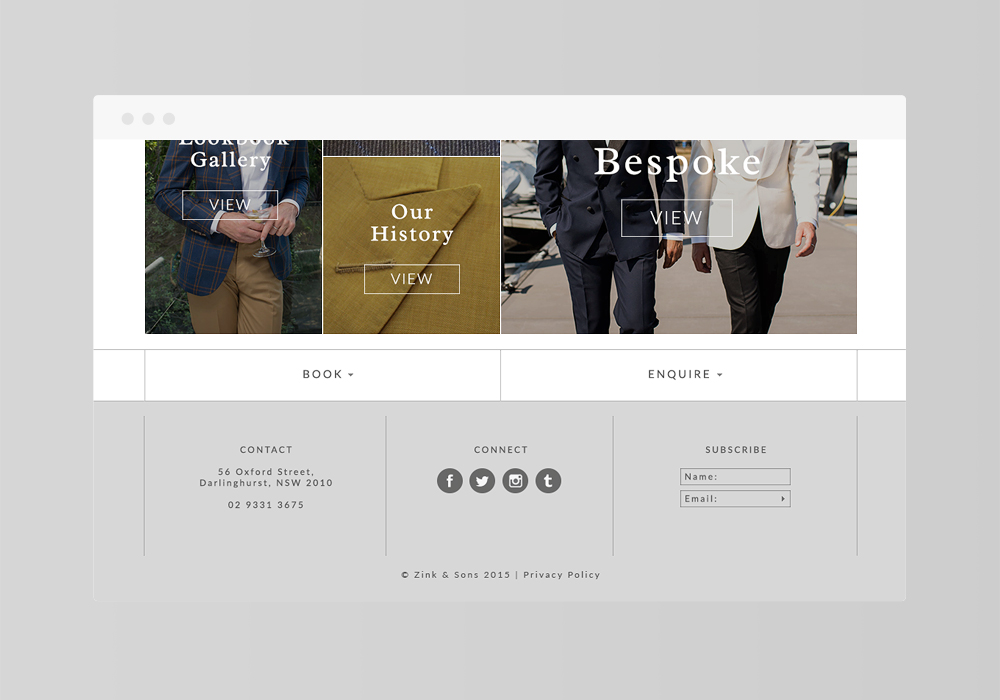 Lookbook
Gallery
VIEW
Our
History
VIEW
Bespoke
VIEW
BOOK
ENQUIRE
CONTACT
56 Oxford Street,
Darlinghurst, NSW 2010
02 9331 3675
CONNECT
SUBSCRIBE
Name:
Email:
© Zink & Sons 2015 | Privacy Policy